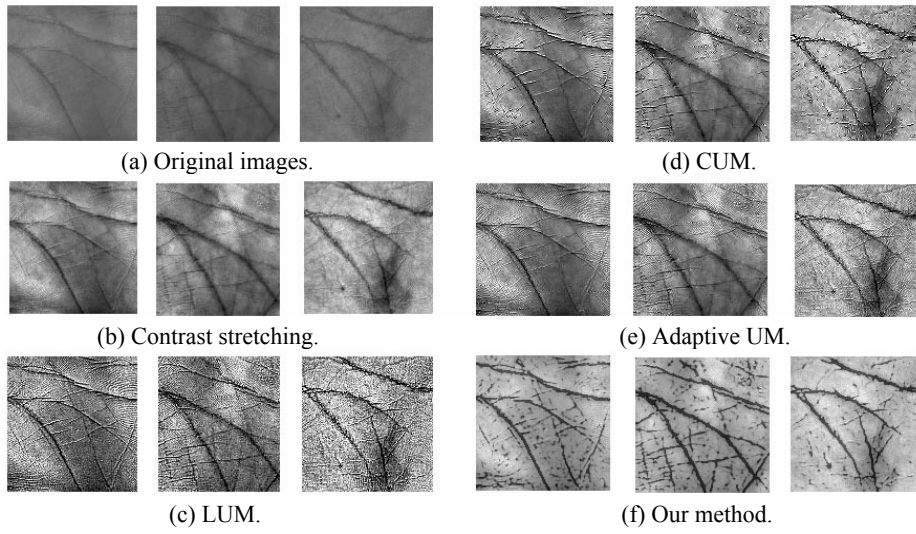 (a) Original images.
(b) Contrast stretching.
(c) LUM.
(d) CUM.
(e) Adaptive UM.
(f) Our method.